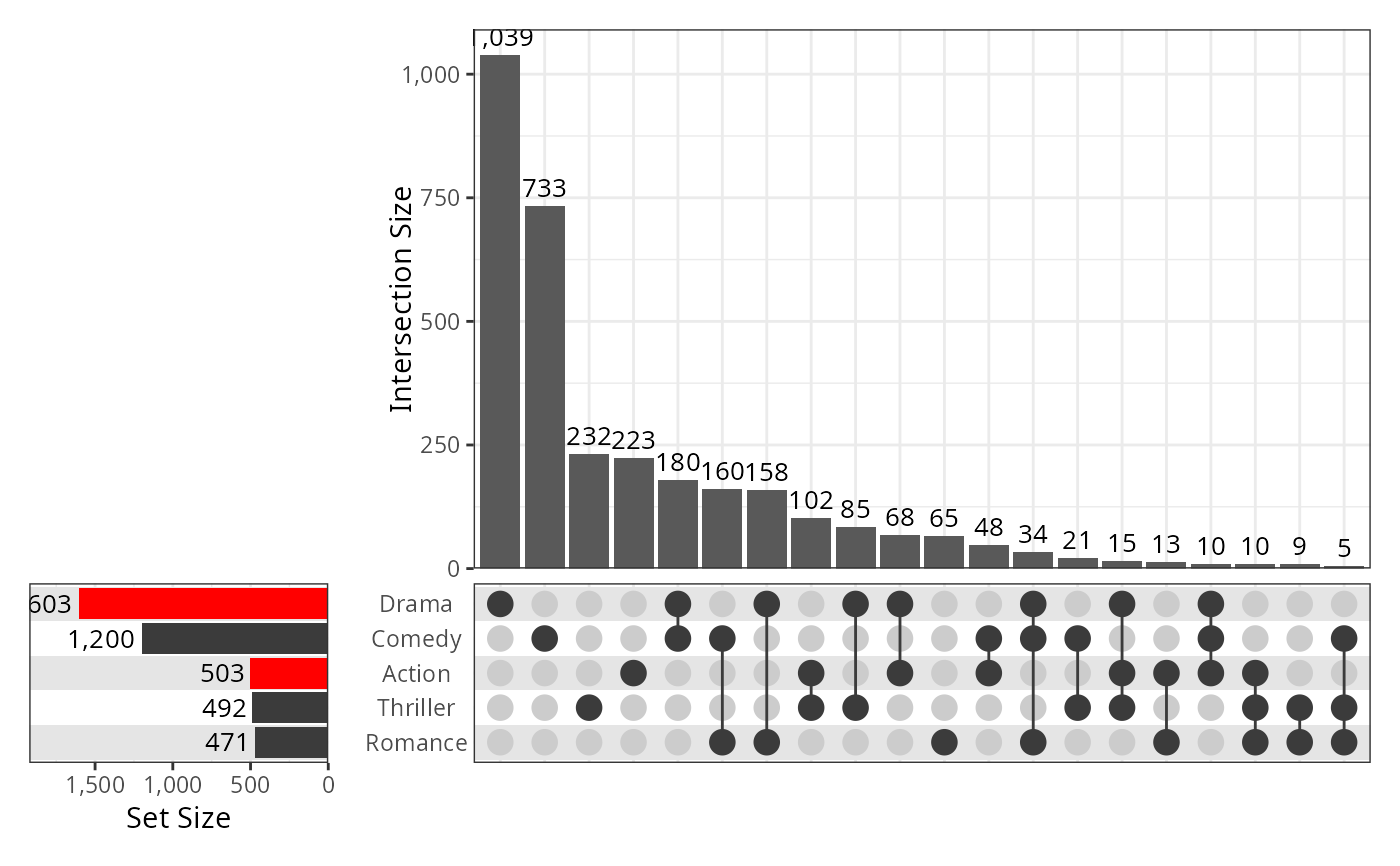 ,039
1,000
733
750
Intersection Size
500
232 223
250
180 160 158
102 85 68 65 48 34 21 15 13 10 10 9 5
0
603 Drama
1,200 Comedy
503 Action
492 Thriller
471 Romance
1,500 1,000 500 0
Set Size